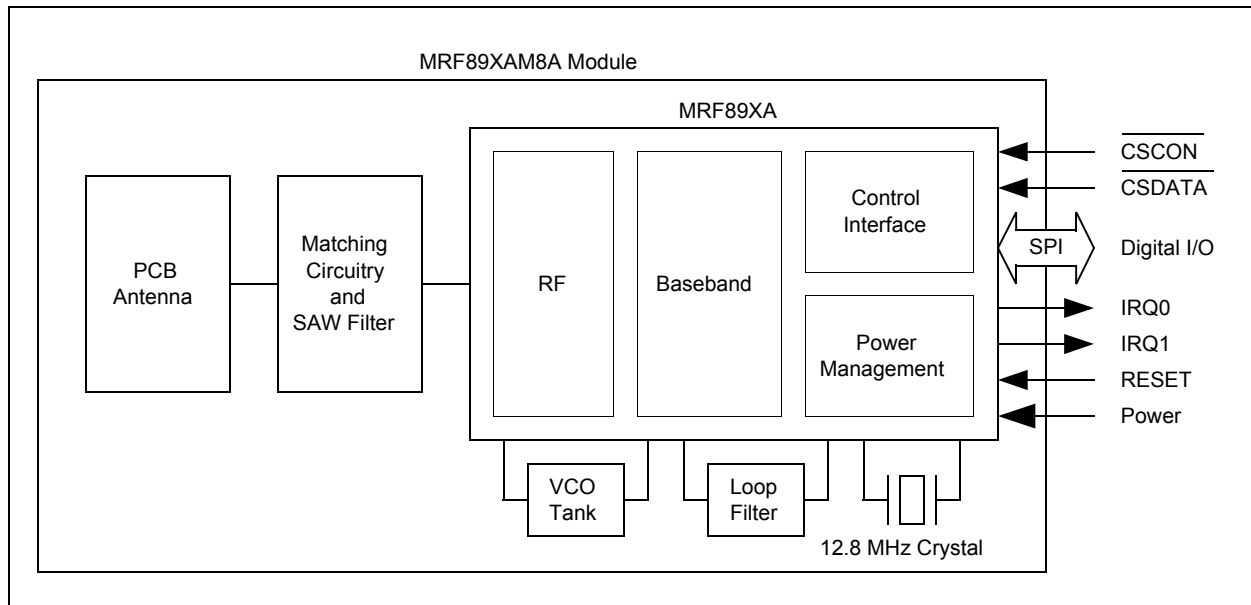 MRF89XAM8A Module
MRF89XA
PCB
Antenna
Matching
Circuitry
and
SAW Filter
RF
Baseband
Control
Interface
Power
Management
CSCON
CSDATA
SPI
Digital I/O
IRQ0
IRQ1
RESET
Power
VCO
Tank
Loop
Filter
12.8 MHz Crystal